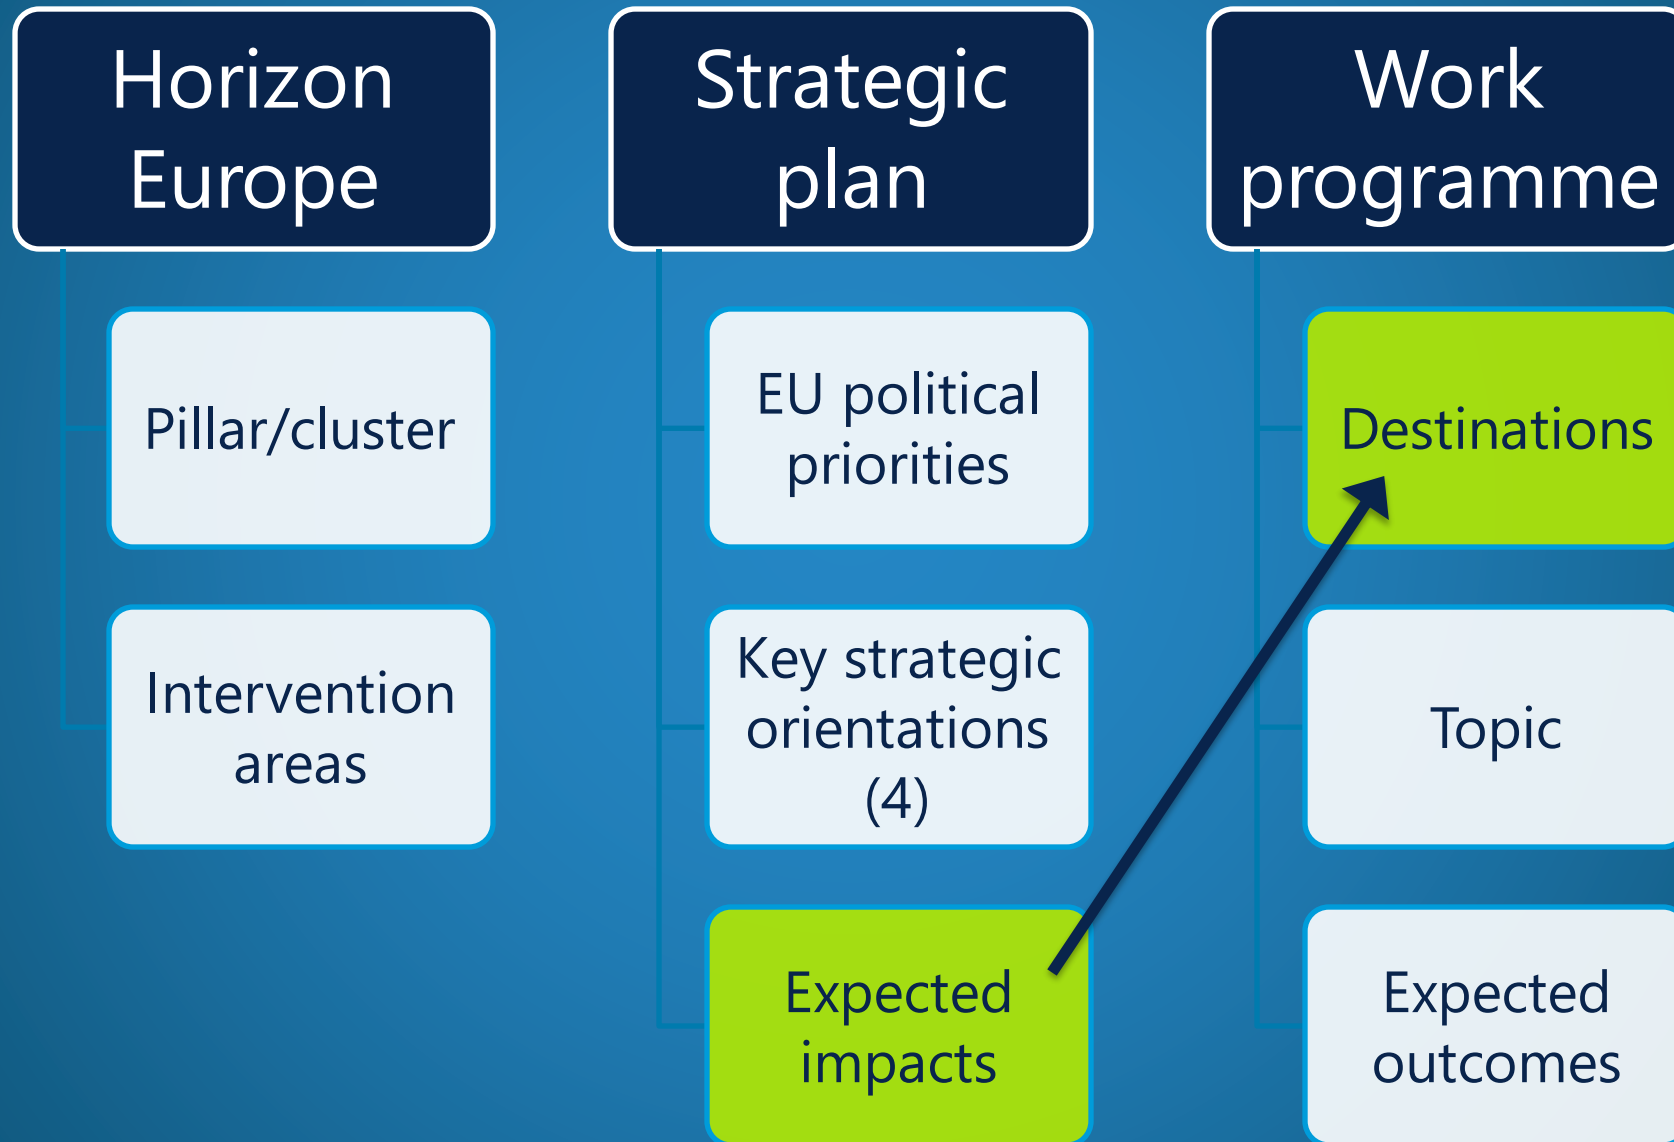 Horizon
Europe
Pillar/cluster
Intervention
areas
Strategic
plan
EU political
priorities
Key strategic
orientations
(4)
Expected
impacts
Work
programme
Destinations
Topic
Expected
outcomes